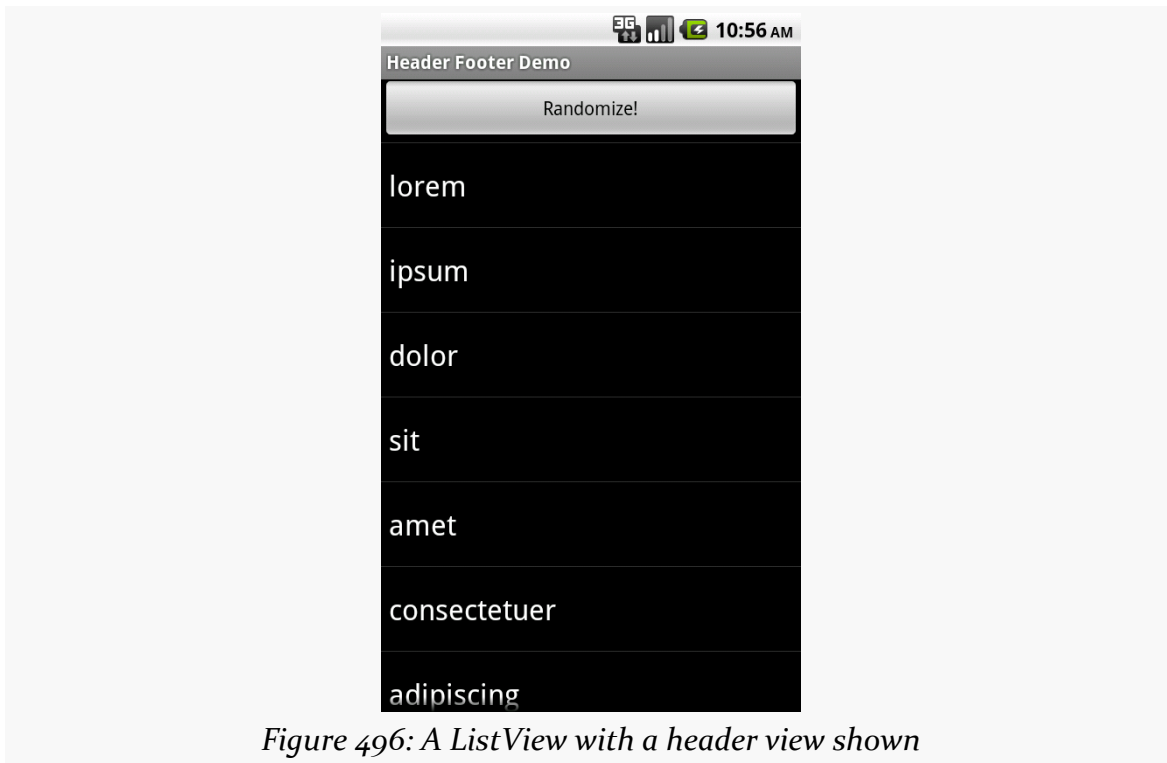 3G 10:56 AM
Header Footer Demo
Randomize!
lorem
ipsum
dolor
sit
amet
consectetuer
adipiscing
Figure 496: A ListView with a header view shown